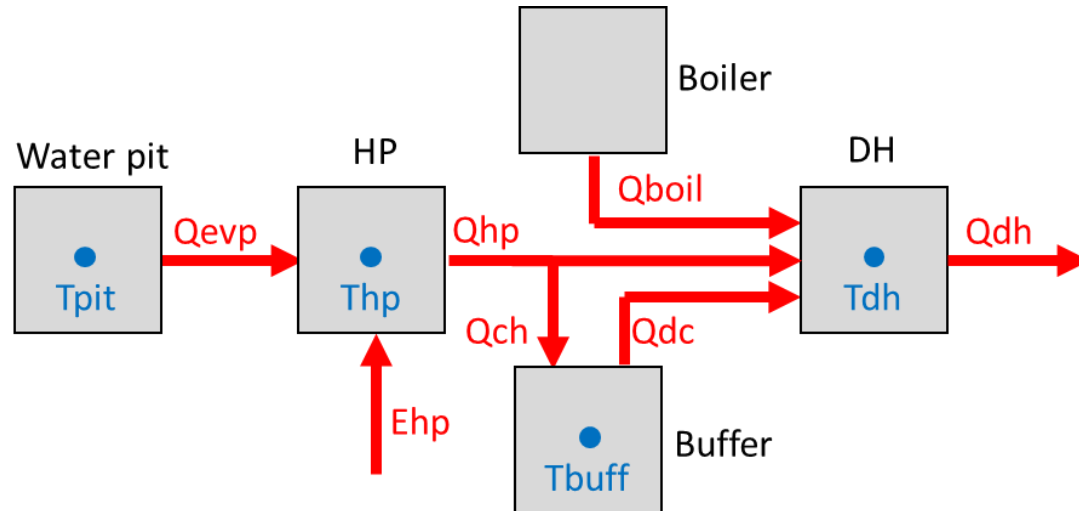 Boiler
Water pit
HP
DH
Qboil
Qevp
Qhp
Qdh
Tpit
Thp
Tdh
Qch
Qdc
Ehp
Buffer
Tbuff